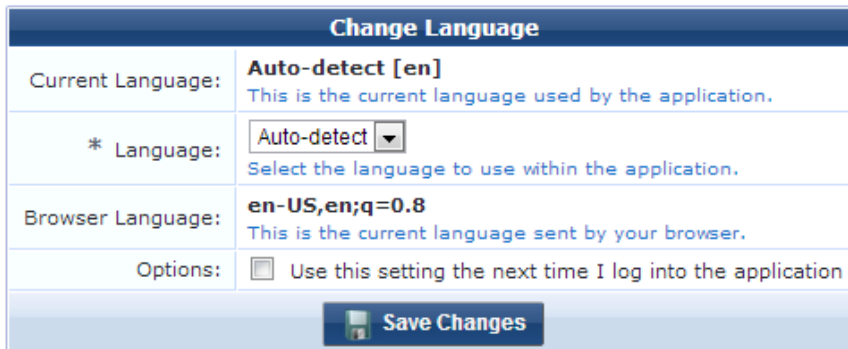 Change Language
Current Language: Auto-detect [en]
This is the current language used by the application.
* Language: Auto-detect
Select the language to use within the application.
Browser Language: en-US,en;q=0.8
This is the current language sent by your browser.
Options: Use this setting the next time I log into the application
Save Changes